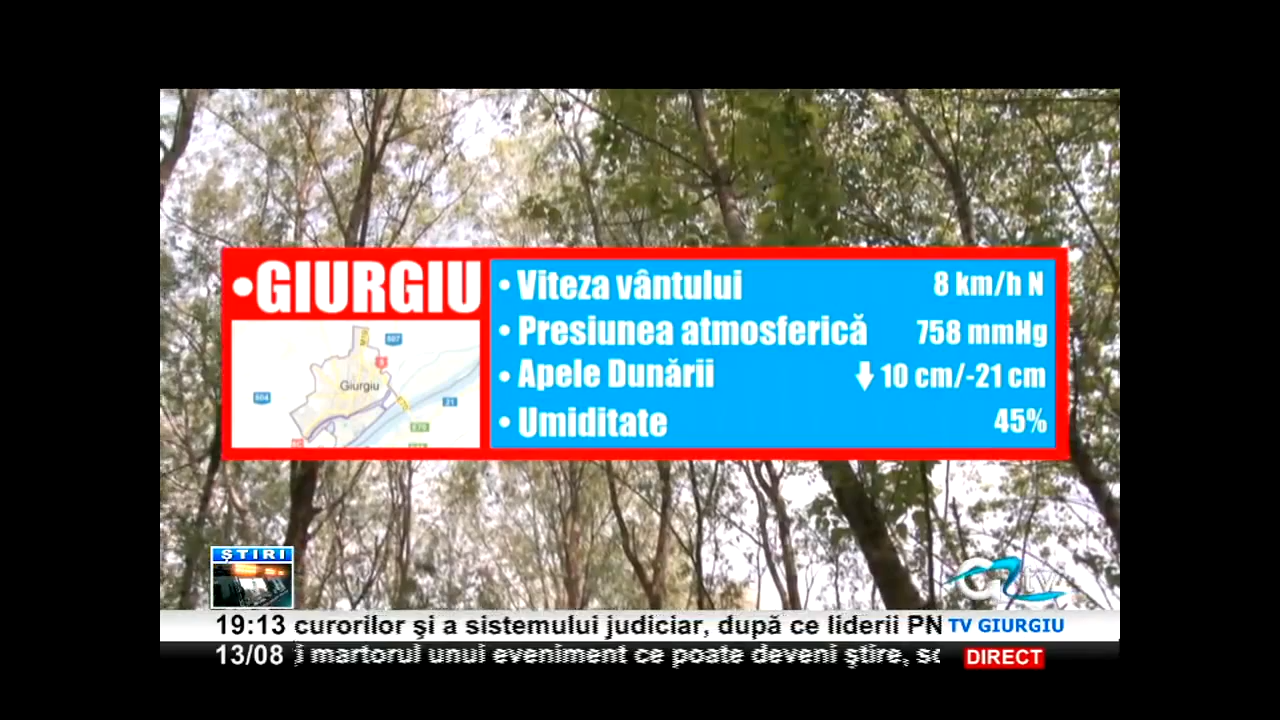 •GIURGIU
• Viteza vântului 8 km/h N
• Presiunea atmosferică 758 mmHg
• Apele Dunării 10 cm/-21 cm
• Umiditate 45%
Giurgiu
ŞTIRI
19:13 curorilor şi a sistemului judiciar, după ce liderii PN
TV GIURGIU
13/08 i martorul unui eveniment ce poate deveni ştire, sc
DIRECT